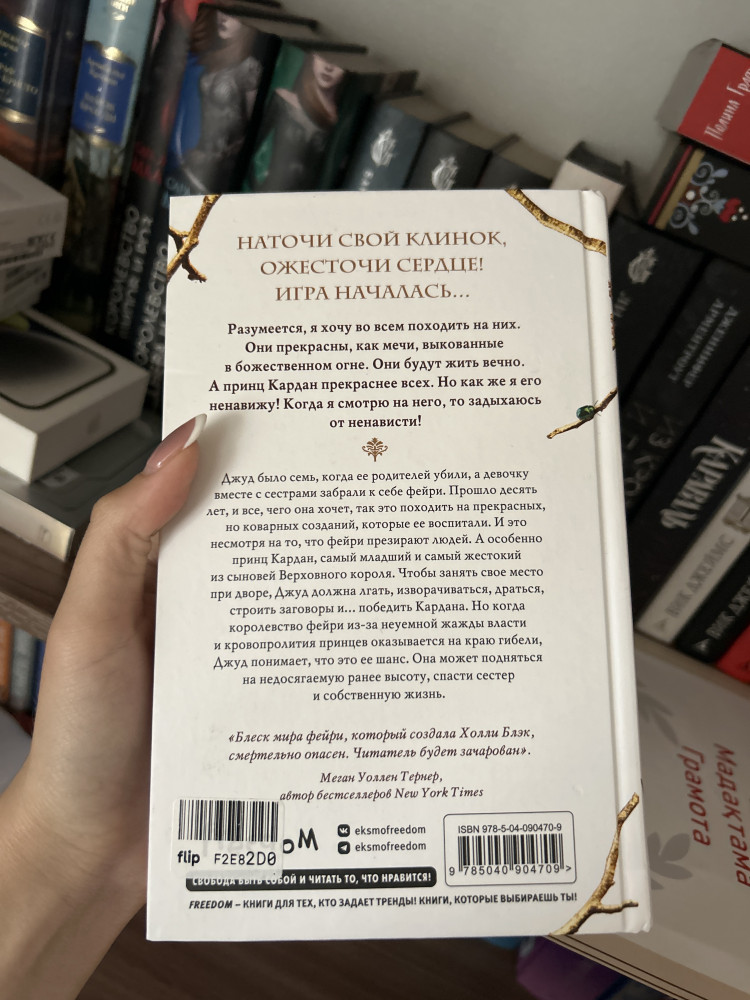 НАТОЧИ СВОЙ КЛИНОК,
ОЖЕСТОЧИ СЕРДЦЕ!
ИГРА НАЧАЛАСЬ...
Разумеется, я хочу во всем походить на них.
Они прекрасны, как мечи, выкованные
в божественном огне. Они будут жить вечно.
А принц Кардан прекраснее всех. Но как же я его
ненавижу! Когда я смотрю на него, то задыхаюсь
от ненависти!
Джуд было семь, когда ее родителей убили, а девочку
вместе с сестрами забрали к себе фейри. Прошло десять
лет, и все, чего она хочет, так это походить на прекрасных,
но коварных созданий, которые ее воспитали. И это
несмотря на то, что фейри презирают людей. А особенно
принц Кардан, самый младший и самый жестокий
из сыновей Верховного короля. Чтобы занять свое место
при дворе, Джуд должна лгать, изворачиваться, драться,
строить заговоры и... победить Кардана. Но когда
королевство фейри из-за неуемной жажды власти
и кровопролития принцев оказывается на краю гибели,
Джуд понимает, что это ее шанс. Она может подняться
на недосягаемую ранее высоту, спасти сестер
и собственную жизнь.
«Блеск мира фейри, который создала Холли Блэк,
смертельно опасен. Читатель будет зачарован».
Меган Уоллен Тернер,
автор бестселлеров New York Times
flip F2E82D0
eksmofreedom
eksmofreedom
ISBN 978-5-04-090470-9
9 785040 904709 >
СВОБОДА БЫТЬ СОБОЙ И ЧИТАТЬ ТО, ЧТО НРАВИТСЯ!
FREEDOM – КНИГИ ДЛЯ ТЕХ, КТО ЗАДАЕТ ТРЕНДЫ! КНИГИ, КОТОРЫЕ ВЫБИРАЕШЬ ТЫ!
КОРОЛЕВСТВО
Полина
ДЖЕННИФЕР
АРМЕНТРОУТ
КАРАВАЛЬ
Мадактама
Грамота